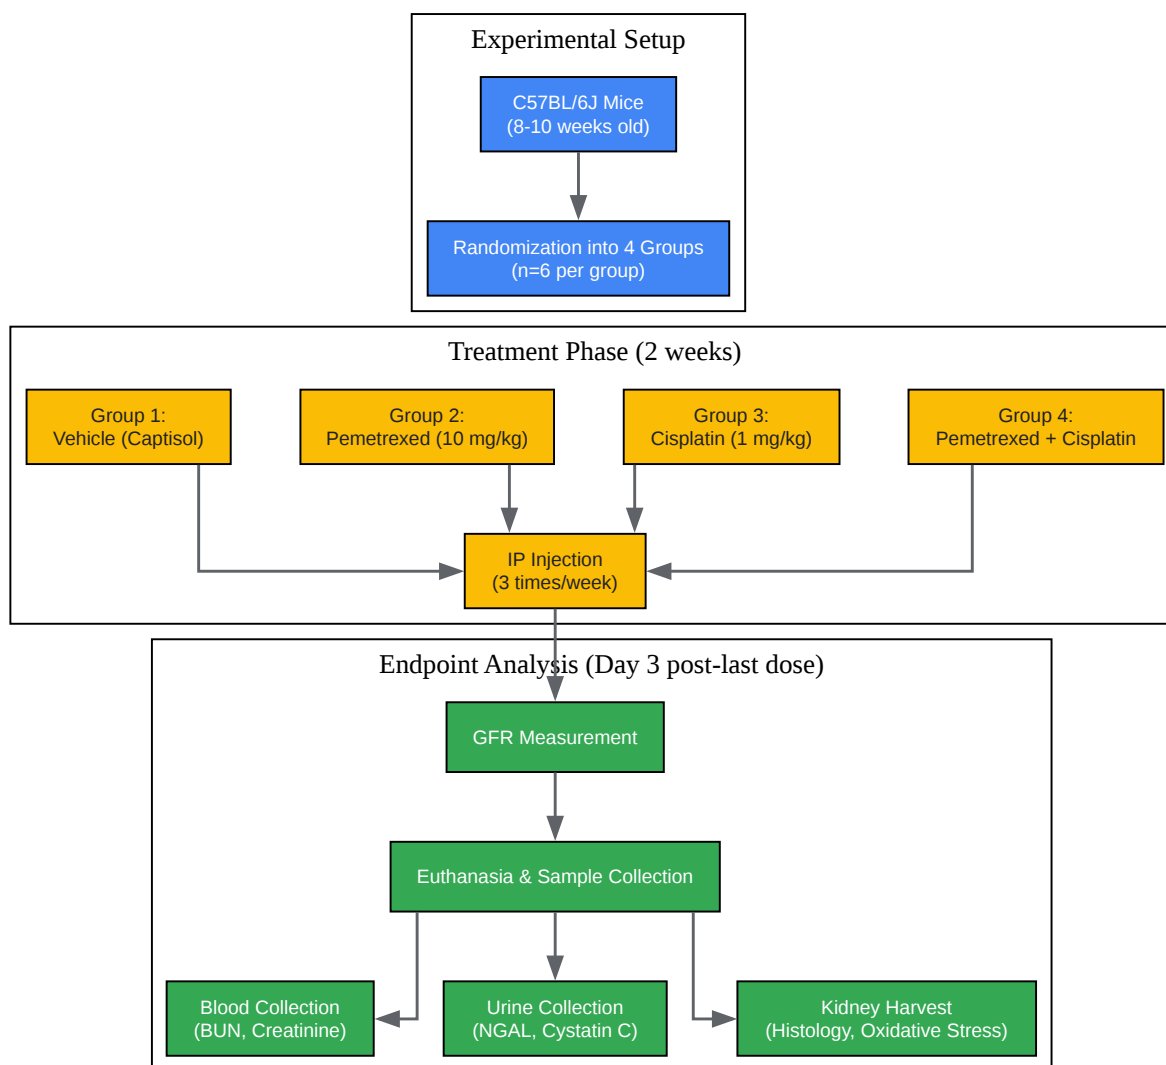 Experimental Setup
C57BL/6J Mice
(8-10 weeks old)
Randomization into 4 Groups
(n=6 per group)
Treatment Phase (2 weeks)
Group 1:
Vehicle (Captisol)
Group 2:
Pemetrexed (10 mg/kg)
Group 3:
Cisplatin (1 mg/kg)
Group 4:
Pemetrexed + Cisplatin
IP Injection
(3 times/week)
Endpoint Analysis (Day 3 post-last dose)
GFR Measurement
Euthanasia & Sample Collection
Blood Collection
(BUN, Creatinine)
Urine Collection
(NGAL, Cystatin C)
Kidney Harvest
(Histology, Oxidative Stress)